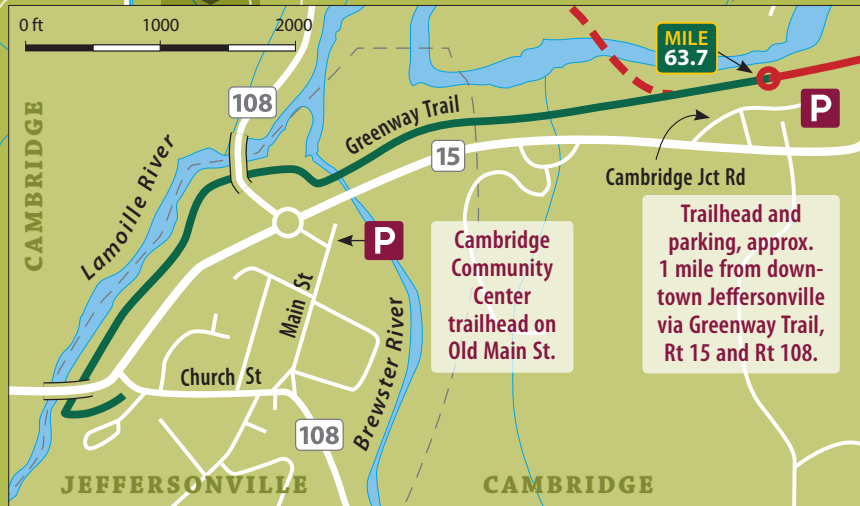 0 ft 1000 2000
MILE
63.7
108
P
CAMBRIDGE
Greenway Trail
15
Lamoille River
Cambridge Jct Rd
P
Cambridge
Community
Center
trailhead on
Old Main St.
Trailhead and
parking, approx.
1 mile from down-
town Jeffersonville
via Greenway Trail,
Rt 15 and Rt 108.
Main St
Brewster River
Church St
108
JEFFERSONVILLE
CAMBRIDGE